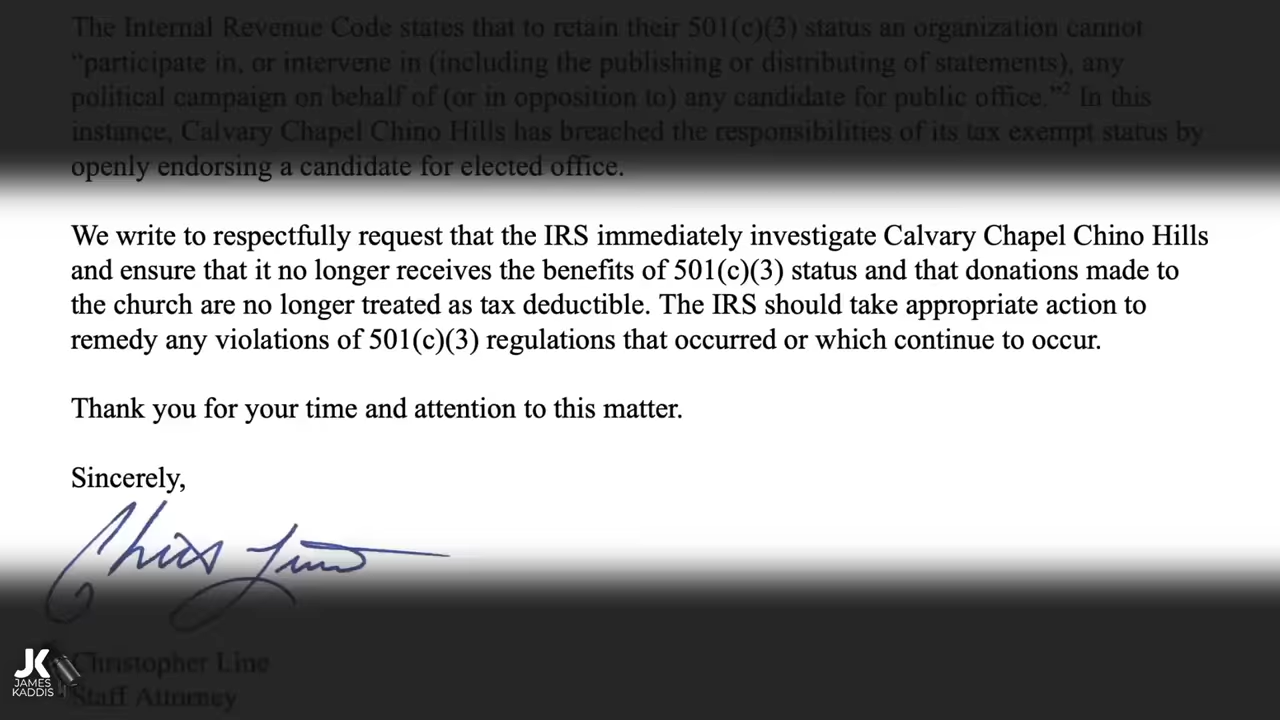 The Internal Revenue Code states that to retain their 501(c)(3) status an organization cannot
“participate in, or intervene in (including the publishing or distributing of statements), any
political campaign on behalf of (or in opposition to) any candidate for public office.”2 In this
instance, Calvary Chapel Chino Hills has breached the responsibilities of its tax exempt status by
openly endorsing a candidate for elected office.
We write to respectfully request that the IRS immediately investigate Calvary Chapel Chino Hills
and ensure that it no longer receives the benefits of 501(c)(3) status and that donations made to
the church are no longer treated as tax deductible. The IRS should take appropriate action to
remedy any violations of 501(c)(3) regulations that occurred or which continue to occur.
Thank you for your time and attention to this matter.
Sincerely,
Chris Line
Christopher Line
Staff Attorney
JK
JAMES
KADDIS